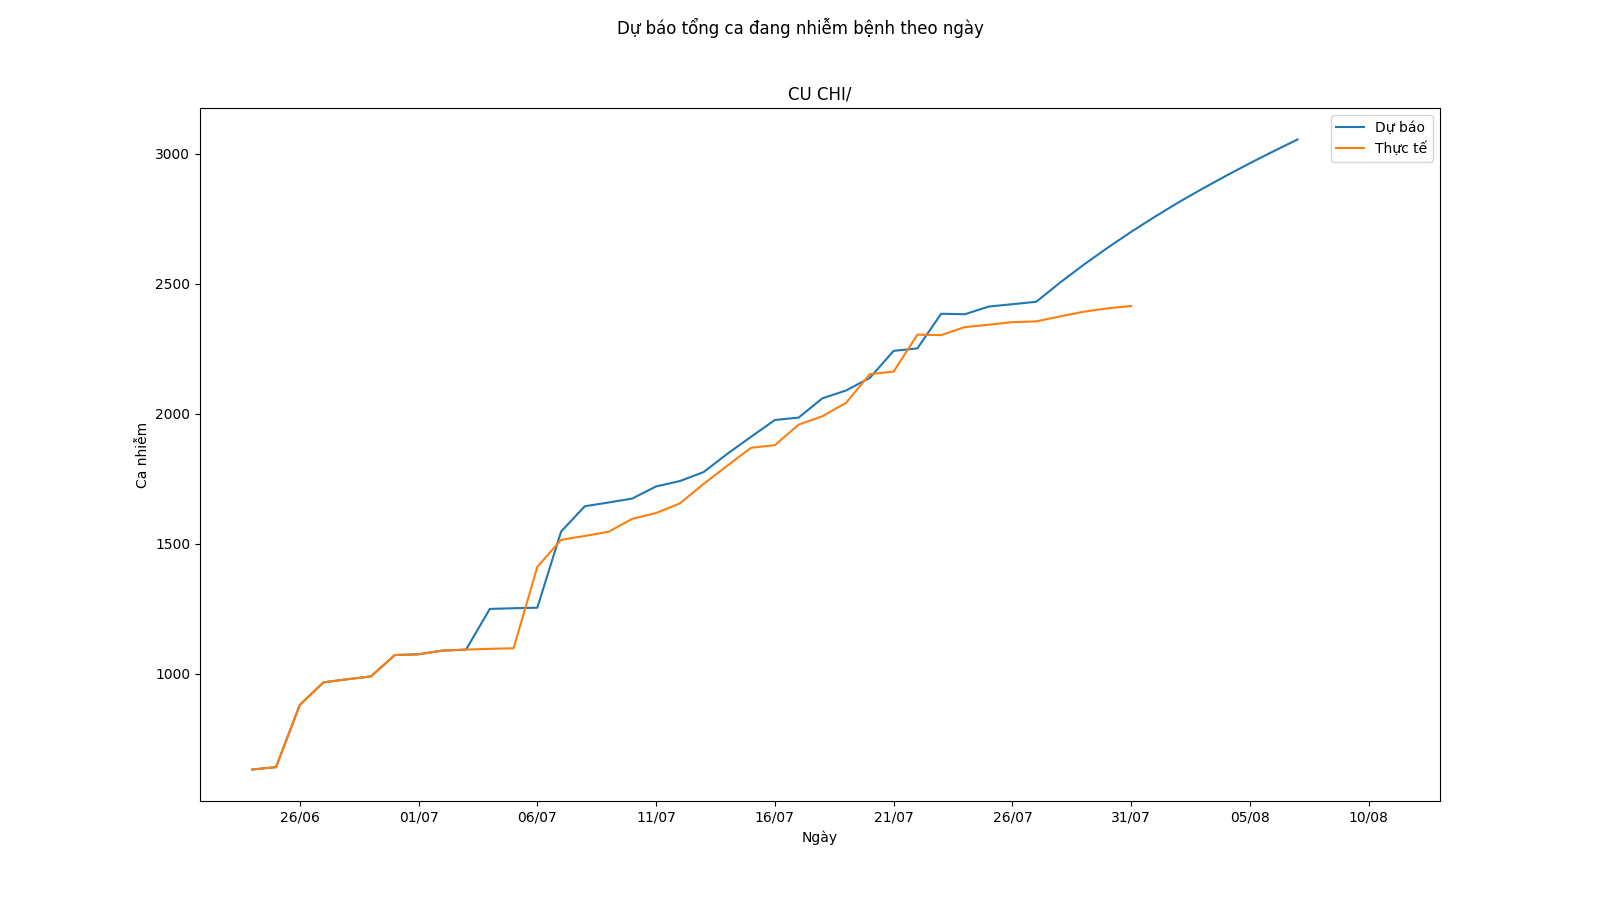 Dự báo tổng ca đang nhiễm bệnh theo ngày
CU CHI/
Dự báo
Thực tế
3000
2500
2000
1500
1000
Ca nhiễm
26/06
01/07
06/07
11/07
16/07
21/07
26/07
31/07
05/08
10/08
Ngày